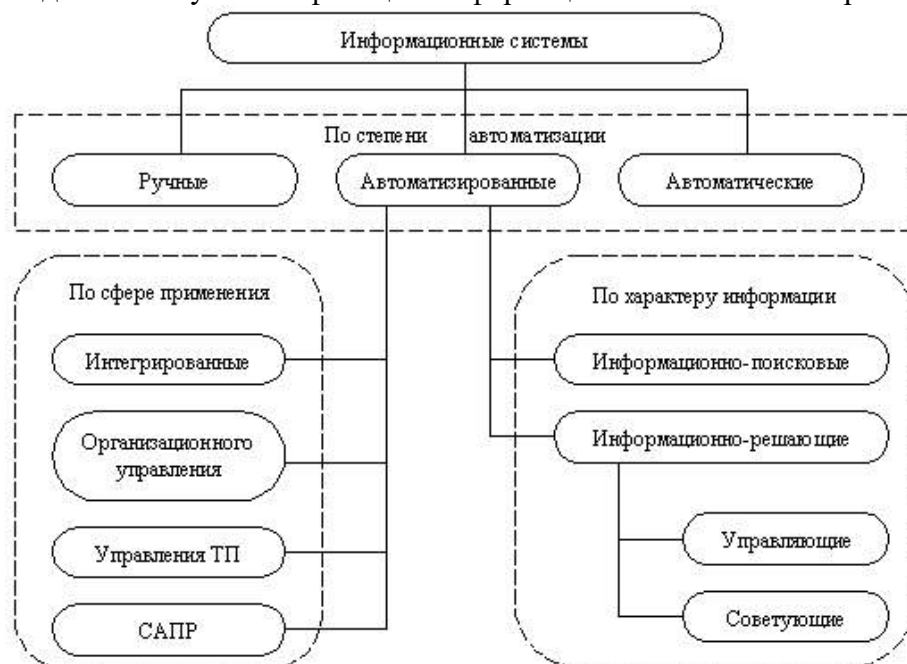 Информационные системы
По степени автоматизации
Ручные
Автоматизированные
Автоматические
По сфере применения
Интегрированные
Организационного
управления
Управления ТП
САПР
По характеру информации
Информационно-поисковые
Информационно-решающие
Управляющие
Советующие